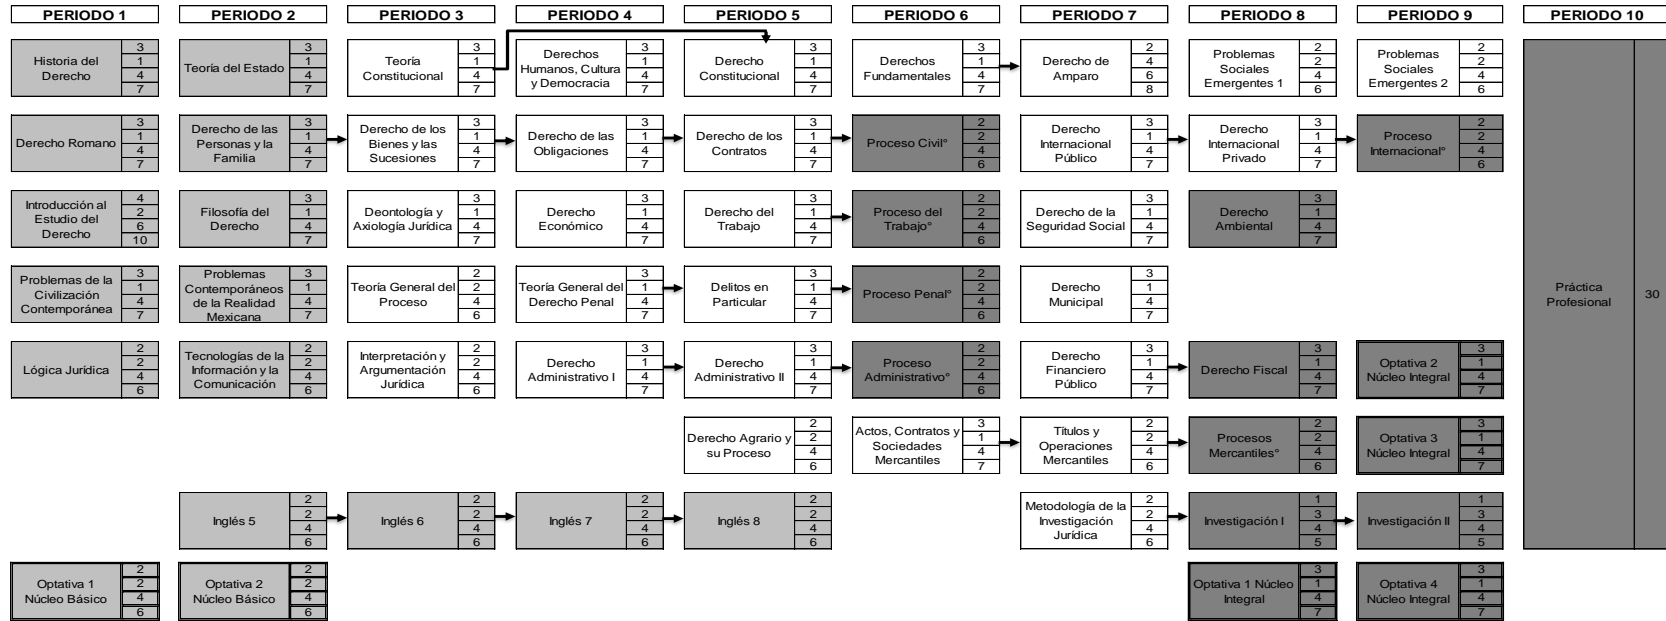 PERIODO 1
PERIODO 2
PERIODO 3
PERIODO 4
PERIODO 5
PERIODO 6
PERIODO 7
PERIODO 8
PERIODO 9
PERIODO 10
Historia del
Derecho
3
1
4
7
Teoría del Estado
3
1
4
7
Teoría
Constitucional
3
1
4
7
Derechos
Humanos, Cultura
y Democracia
3
1
4
7
Derecho
Constitucional
3
1
4
7
Derechos
Fundamentales
3
1
4
7
Derecho de
Amparo
2
4
6
8
Problemas
Sociales
Emergentes 1
2
2
4
6
Problemas
Sociales
Emergentes 2
2
2
4
6
Práctica
Profesional
30
Derecho Romano
3
1
4
7
Derecho de las
Personas y la
Familia
3
1
4
7
Derecho de los
Bienes y las
Sucesiones
3
1
4
7
Derecho de las
Obligaciones
3
1
4
7
Derecho de los
Contratos
3
1
4
7
Proceso Civil°
2
2
4
6
Derecho
Internacional
Público
3
1
4
7
Derecho
Internacional
Privado
3
1
4
7
Proceso
Internacional°
2
2
4
6
Introducción al
Estudio del
Derecho
4
2
6
10
Filosofía del
Derecho
3
1
4
7
Deontología y
Axiología Jurídica
3
1
4
7
Derecho
Económico
3
1
4
7
Derecho del
Trabajo
3
1
4
7
Proceso del
Trabajo°
2
2
4
6
Derecho de la
Seguridad Social
3
1
4
7
Derecho
Ambiental
3
1
4
7
Problemas de la
Civilización
Contemporánea
3
1
4
7
Problemas
Contemporáneos
de la Realidad
Mexicana
3
1
4
7
Teoría General del
Proceso
2
2
4
6
Teoría General del
Derecho Penal
3
1
4
7
Delitos en
Particular
3
1
4
7
Proceso Penal°
2
2
4
6
Derecho
Municipal
3
1
4
7
Lógica Jurídica
2
2
4
6
Tecnologías de la
Información y la
Comunicación
2
2
4
6
Interpretación y
Argumentación
Jurídica
2
2
4
6
Derecho
Administrativo I
3
1
4
7
Derecho
Administrativo II
3
1
4
7
Proceso
Administrativo°
2
2
4
6
Derecho
Financiero
Público
3
1
4
7
Derecho Fiscal
3
1
4
7
Optativa 2
Núcleo Integral
3
1
4
7
Derecho Agrario y
su Proceso
2
2
4
6
Actos, Contratos y
Sociedades
Mercantiles
3
1
4
7
Títulos y
Operaciones
Mercantiles
2
2
4
6
Procesos
Mercantiles°
2
2
4
6
Optativa 3
Núcleo Integral
3
1
4
7
Inglés 5
2
2
4
6
Inglés 6
2
2
4
6
Inglés 7
2
2
4
6
Inglés 8
2
2
4
6
Metodología de la
Investigación
Jurídica
2
2
4
6
Investigación I
1
3
4
5
Investigación II
1
3
4
5
Optativa 1
Núcleo Básico
2
2
4
6
Optativa 2
Núcleo Básico
2
2
4
6
Optativa 1 Núcleo
Integral
3
1
4
7
Optativa 4
Núcleo Integral
3
1
4
7